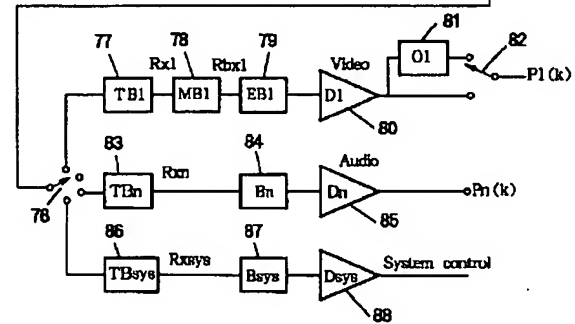 81
77 78 79 82
Rx1 Rbx1 Video O1 P1(k)
TB1 MB1 EB1 D1
80
83 84 Audio
Rxn
TBn Bn Dn Pn(k)
78 85
86 87
Rxsys System control
TBsys Bsys Dsys
88